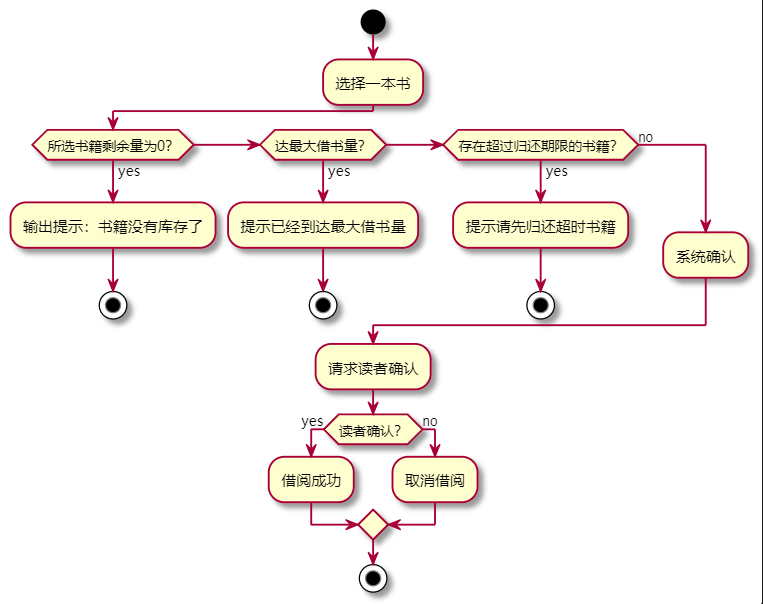 选择一本书
所选书籍剩余量为0?
达最大借书量?
存在超过归还期限的书籍?
no
yes
yes
yes
输出提示：书籍没有库存了
提示已经到达最大借书量
提示请先归还超时书籍
系统确认
请求读者确认
yes
读者确认?
no
借阅成功
取消借阅